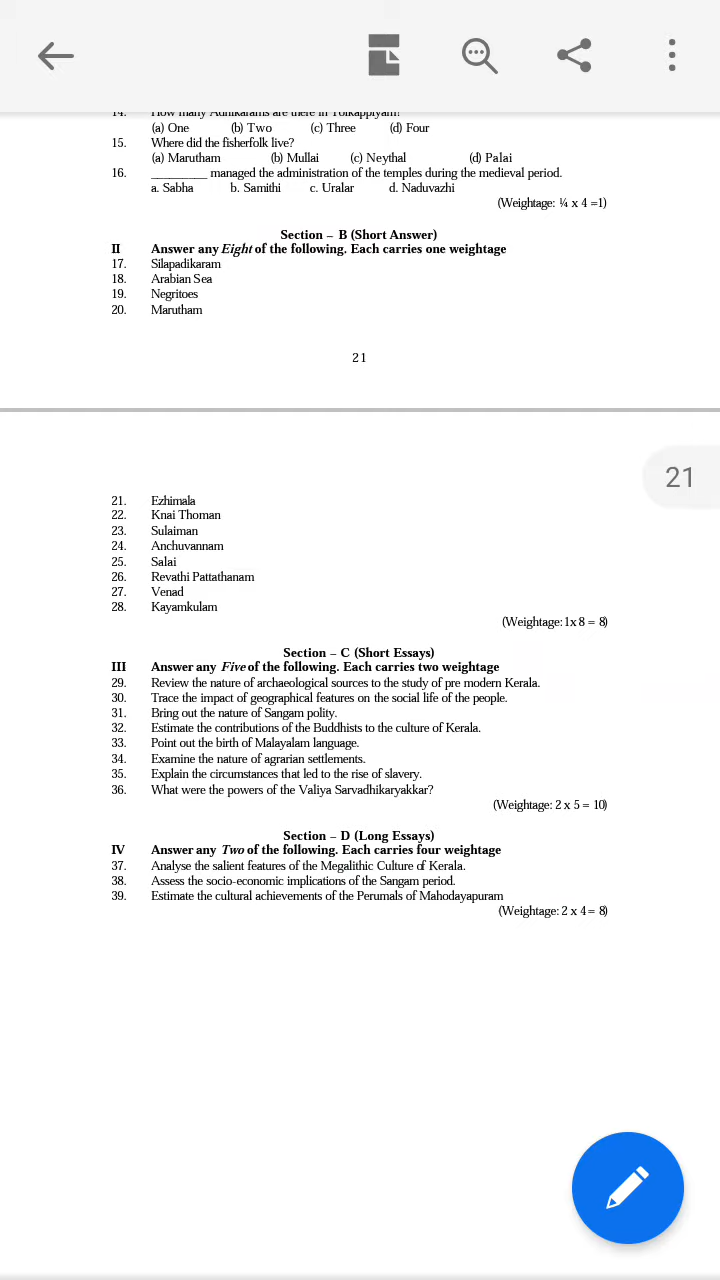 14. How many Adhikarams are there in Tolkappiyam?
(a) One (b) Two (c) Three (d) Four
15. Where did the fisherfolk live?
(a) Marutham (b) Mullai (c) Neythal (d) Palai
16. _________ managed the administration of the temples during the medieval period.
a. Sabha b. Samithi c. Uralar d. Naduvazhi
(Weightage: ¼ x 4 =1)
Section – B (Short Answer)
II Answer any Eight of the following. Each carries one weightage
17. Silapadikaram
18. Arabian Sea
19. Negritoes
20. Marutham
21
21
21. Ezhimala
22. Knai Thoman
23. Sulaiman
24. Anchuvannam
25. Salai
26. Revathi Pattathanam
27. Venad
28. Kayamkulam
(Weightage: 1x 8 = 8)
Section – C (Short Essays)
III Answer any Five of the following. Each carries two weightage
29. Review the nature of archaeological sources to the study of pre modern Kerala.
30. Trace the impact of geographical features on the social life of the people.
31. Bring out the nature of Sangam polity.
32. Estimate the contributions of the Buddhists to the culture of Kerala.
33. Point out the birth of Malayalam language.
34. Examine the nature of agrarian settlements.
35. Explain the circumstances that led to the rise of slavery.
36. What were the powers of the Valiya Sarvadhikaryakkar?
(Weightage: 2 x 5 = 10)
Section – D (Long Essays)
IV Answer any Two of the following. Each carries four weightage
37. Analyse the salient features of the Megalithic Culture of Kerala.
38. Assess the socio-economic implications of the Sangam period.
39. Estimate the cultural achievements of the Perumals of Mahodayapuram
(Weightage: 2 x 4 = 8)